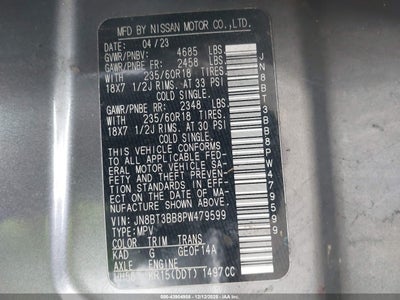 MFD BY NISSAN MOTOR CO.,LTD.
DATE: 04/23
GVWR/PNBV: 4685 LBS.
GAWR/PNBE FR: 2458 LBS.
WITH 235/60R18 TIRES.
18X7 1/2J RIMS.AT 33 PSI
COLD SINGLE.
GAWR/PNBE RR: 2348 LBS.
WITH 235/60R18 TIRES.
18X7 1/2J RIMS.AT 30 PSI
COLD SINGLE.
THIS VEHICLE CONFORMS
TO ALL APPLICABLE FED-
ERAL MOTOR VEHICLE SA-
FETY AND THEFT PREVEN-
TION STANDARDS IN EFF-
ECT ON THE DATE OF MA-
NUFACTURE SHOWN ABOVE.
VIN: JN8BT3BB8PW479599
TYPE: MPV
COLOR TRIM TRANS
KAD G GE0F14A
AXLE ENGINE
KR15(DDT) 1497CC
JN8BT3BB8PW479599